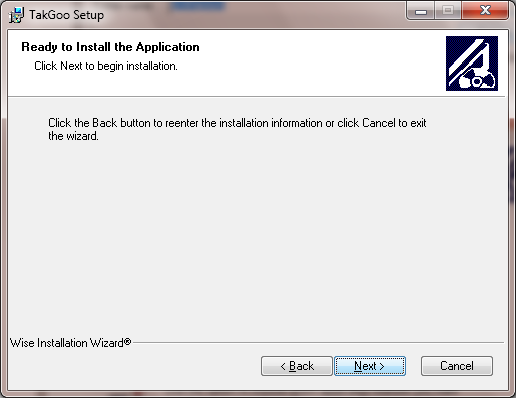 TakGoo Setup
Ready to Install the Application
Click Next to begin installation.
Click the Back button to reenter the installation information or click Cancel to exit
the wizard.
Wise Installation Wizard®
< Back
Next >
Cancel